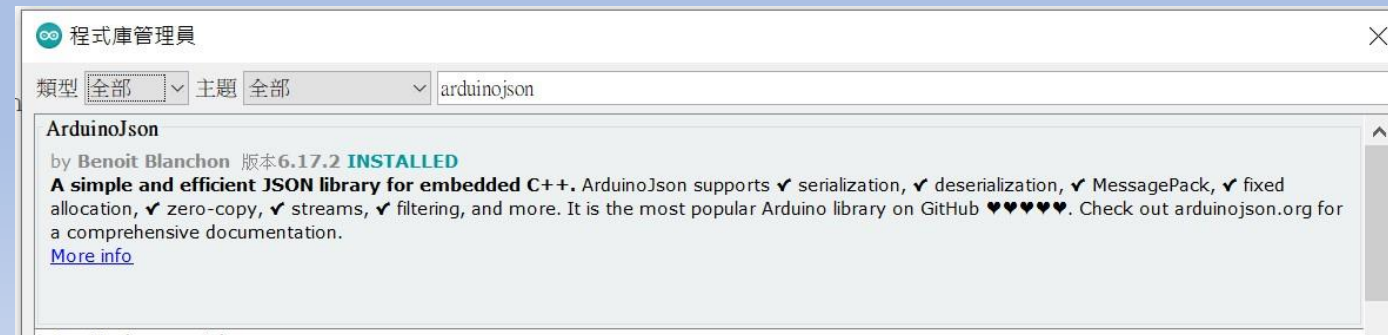 程式庫管理員
類型 全部 主題 全部 arduinojson
ArduinoJson
by Benoit Blanchon 版本6.17.2 INSTALLED
A simple and efficient JSON library for embedded C++. ArduinoJson supports ✔ serialization, ✔ deserialization, ✔ MessagePack, ✔ fixed
allocation, ✔ zero-copy, ✔ streams, ✔ filtering, and more. It is the most popular Arduino library on GitHub ♥♥♥♥♥. Check out arduinojson.org for
a comprehensive documentation.
More info